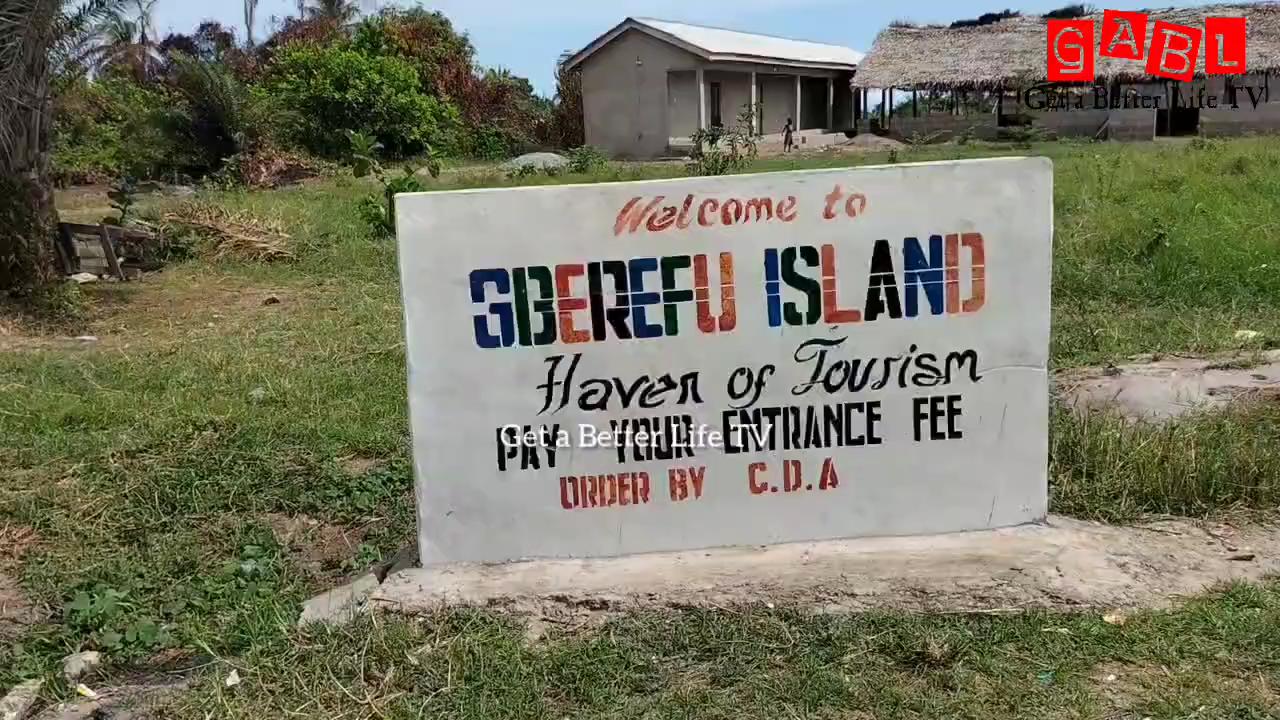 GABL
Get a Better Life TV
Welcome to
GBEREFU ISLAND
Haven of Tourism
PAY YOUR ENTRANCE FEE
Get a Better Life TV
ORDER BY C.D.A